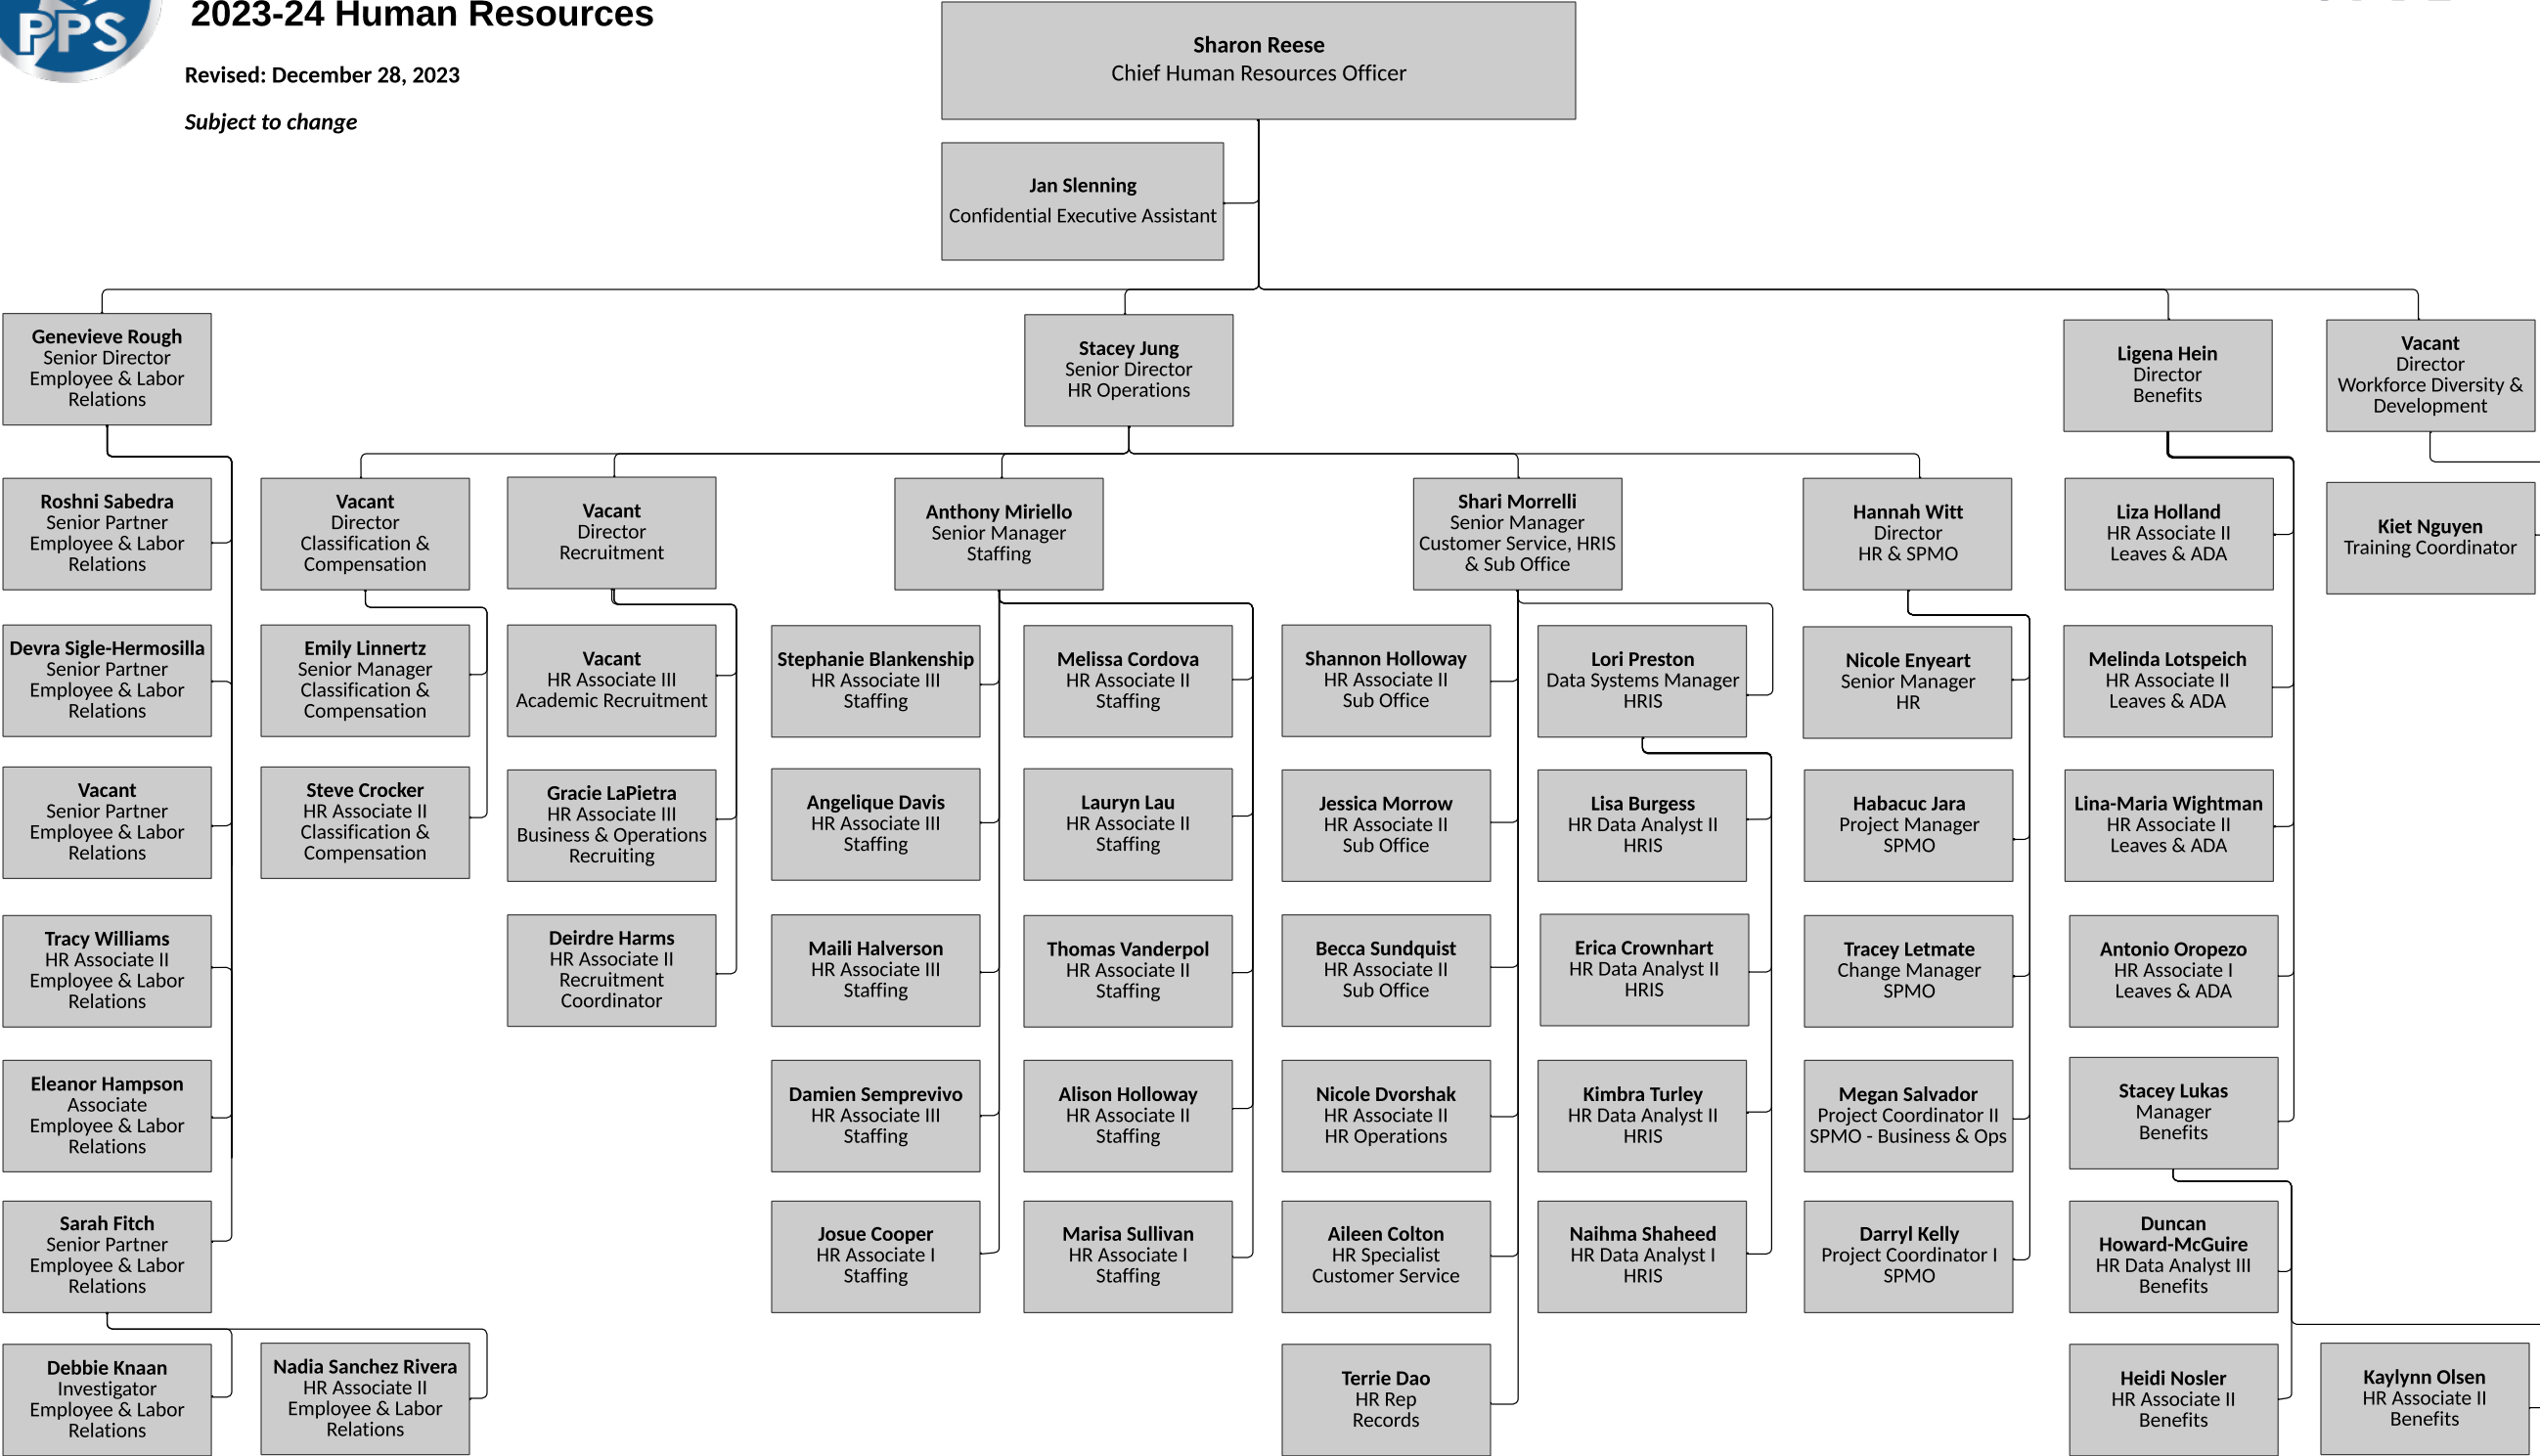 PPS
2023-24 Human Resources
Revised: December 28, 2023
Subject to change
Sharon Reese
Chief Human Resources Officer
Jan Slenning
Confidential Executive Assistant
Genevieve Rough
Senior Director
Employee & Labor
Relations
Stacey Jung
Senior Director
HR Operations
Ligena Hein
Director
Benefits
Vacant
Director
Workforce Diversity &
Development
Roshni Sabedra
Senior Partner
Employee & Labor
Relations
Vacant
Director
Classification &
Compensation
Vacant
Director
Recruitment
Anthony Miriello
Senior Manager
Staffing
Shari Morrelli
Senior Manager
Customer Service, HRIS
& Sub Office
Hannah Witt
Director
HR & SPMO
Liza Holland
HR Associate II
Leaves & ADA
Kiet Nguyen
Training Coordinator
Devra Sigle-Hermosilla
Senior Partner
Employee & Labor
Relations
Emily Linnertz
Senior Manager
Classification &
Compensation
Vacant
HR Associate III
Academic Recruitment
Stephanie Blankenship
HR Associate III
Staffing
Melissa Cordova
HR Associate II
Staffing
Shannon Holloway
HR Associate II
Sub Office
Lori Preston
Data Systems Manager
HRIS
Nicole Enyeart
Senior Manager
HR
Melinda Lotspeich
HR Associate II
Leaves & ADA
Vacant
Senior Partner
Employee & Labor
Relations
Steve Crocker
HR Associate II
Classification &
Compensation
Gracie LaPietra
HR Associate III
Business & Operations
Recruiting
Angelique Davis
HR Associate III
Staffing
Lauryn Lau
HR Associate II
Staffing
Jessica Morrow
HR Associate II
Sub Office
Lisa Burgess
HR Data Analyst II
HRIS
Habacuc Jara
Project Manager
SPMO
Lina-Maria Wightman
HR Associate II
Leaves & ADA
Tracy Williams
HR Associate II
Employee & Labor
Relations
Deirdre Harms
HR Associate II
Recruitment
Coordinator
Maili Halverson
HR Associate III
Staffing
Thomas Vanderpol
HR Associate II
Staffing
Becca Sundquist
HR Associate II
Sub Office
Erica Crownhart
HR Data Analyst II
HRIS
Tracey Letmate
Change Manager
SPMO
Antonio Oropezo
HR Associate I
Leaves & ADA
Eleanor Hampson
Associate
Employee & Labor
Relations
Damien Semprevivo
HR Associate III
Staffing
Alison Holloway
HR Associate II
Staffing
Nicole Dvorshak
HR Associate II
HR Operations
Kimbra Turley
HR Data Analyst II
HRIS
Megan Salvador
Project Coordinator II
SPMO - Business & Ops
Stacey Lukas
Manager
Benefits
Sarah Fitch
Senior Partner
Employee & Labor
Relations
Josue Cooper
HR Associate I
Staffing
Marisa Sullivan
HR Associate I
Staffing
Aileen Colton
HR Specialist
Customer Service
Naihma Shaheed
HR Data Analyst I
HRIS
Darryl Kelly
Project Coordinator I
SPMO
Duncan
Howard-McGuire
HR Data Analyst III
Benefits
Debbie Knaan
Investigator
Employee & Labor
Relations
Nadia Sanchez Rivera
HR Associate II
Employee & Labor
Relations
Terrie Dao
HR Rep
Records
Heidi Nosler
HR Associate II
Benefits
Kaylynn Olsen
HR Associate II
Benefits